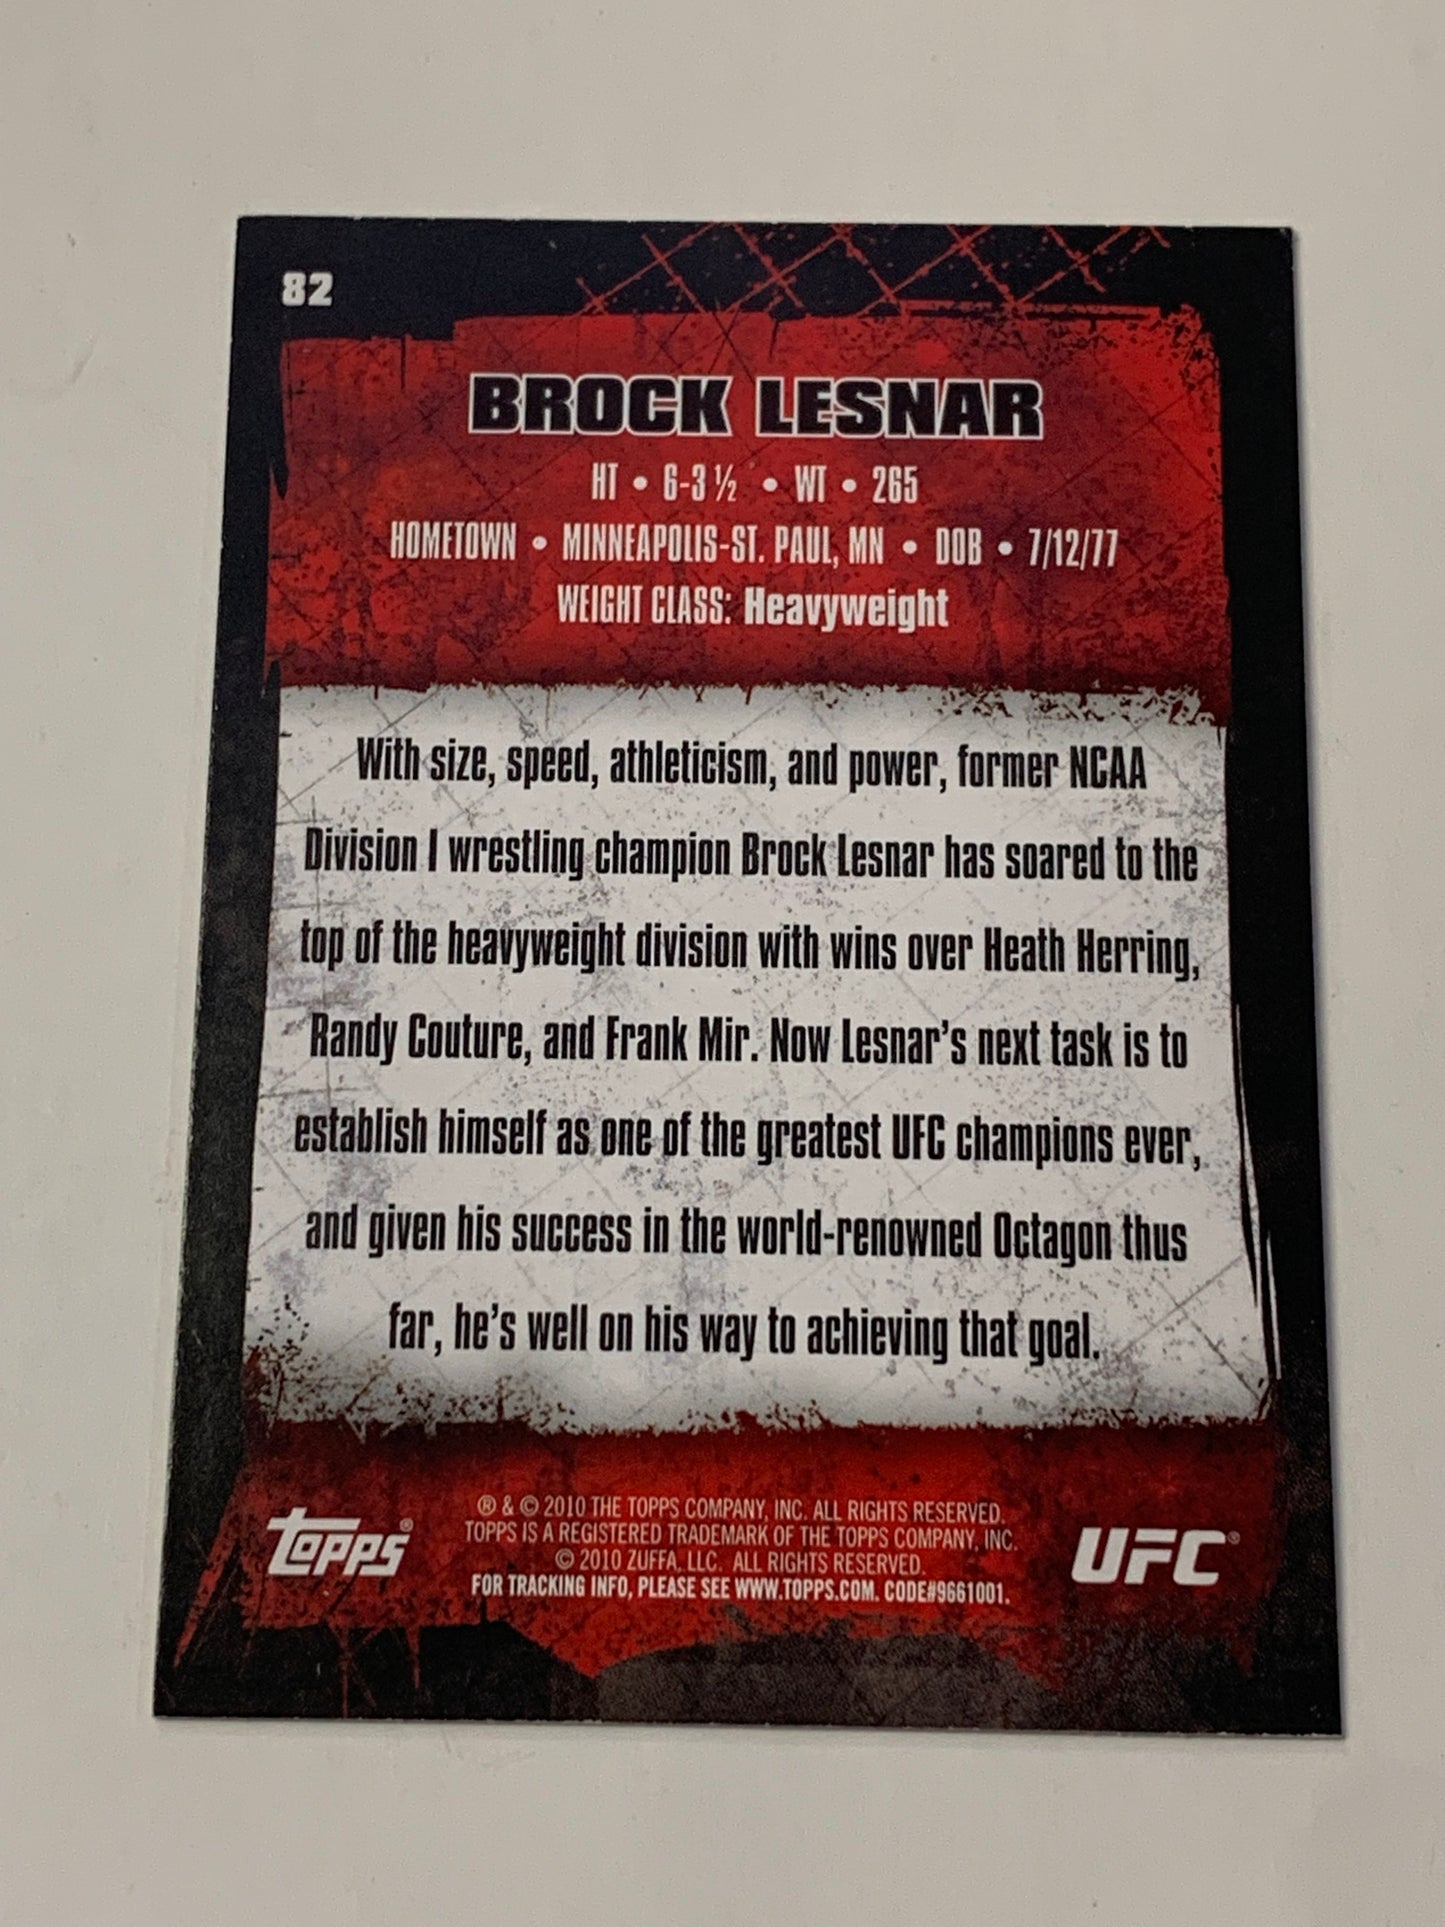 82
BROCK LESNAR
HT • 6-3 ½ • WT • 265
HOMETOWN • MINNEAPOLIS-ST. PAUL, MN • DOB • 7/12/77
WEIGHT CLASS: Heavyweight
With size, speed, athleticism, and power, former NCAA
Division I wrestling champion Brock Lesnar has soared to the
top of the heavyweight division with wins over Heath Herring,
Randy Couture, and Frank Mir. Now Lesnar's next task is to
establish himself as one of the greatest UFC champions ever,
and given his success in the world-renowned Octagon thus
far, he's well on his way to achieving that goal.
TOPPS®
® & © 2010 THE TOPPS COMPANY, INC. ALL RIGHTS RESERVED.
TOPPS IS A REGISTERED TRADEMARK OF THE TOPPS COMPANY, INC.
© 2010 ZUFFA, LLC. ALL RIGHTS RESERVED.
FOR TRACKING INFO, PLEASE SEE WWW.TOPPS.COM. CODE#9661001.
UFC®